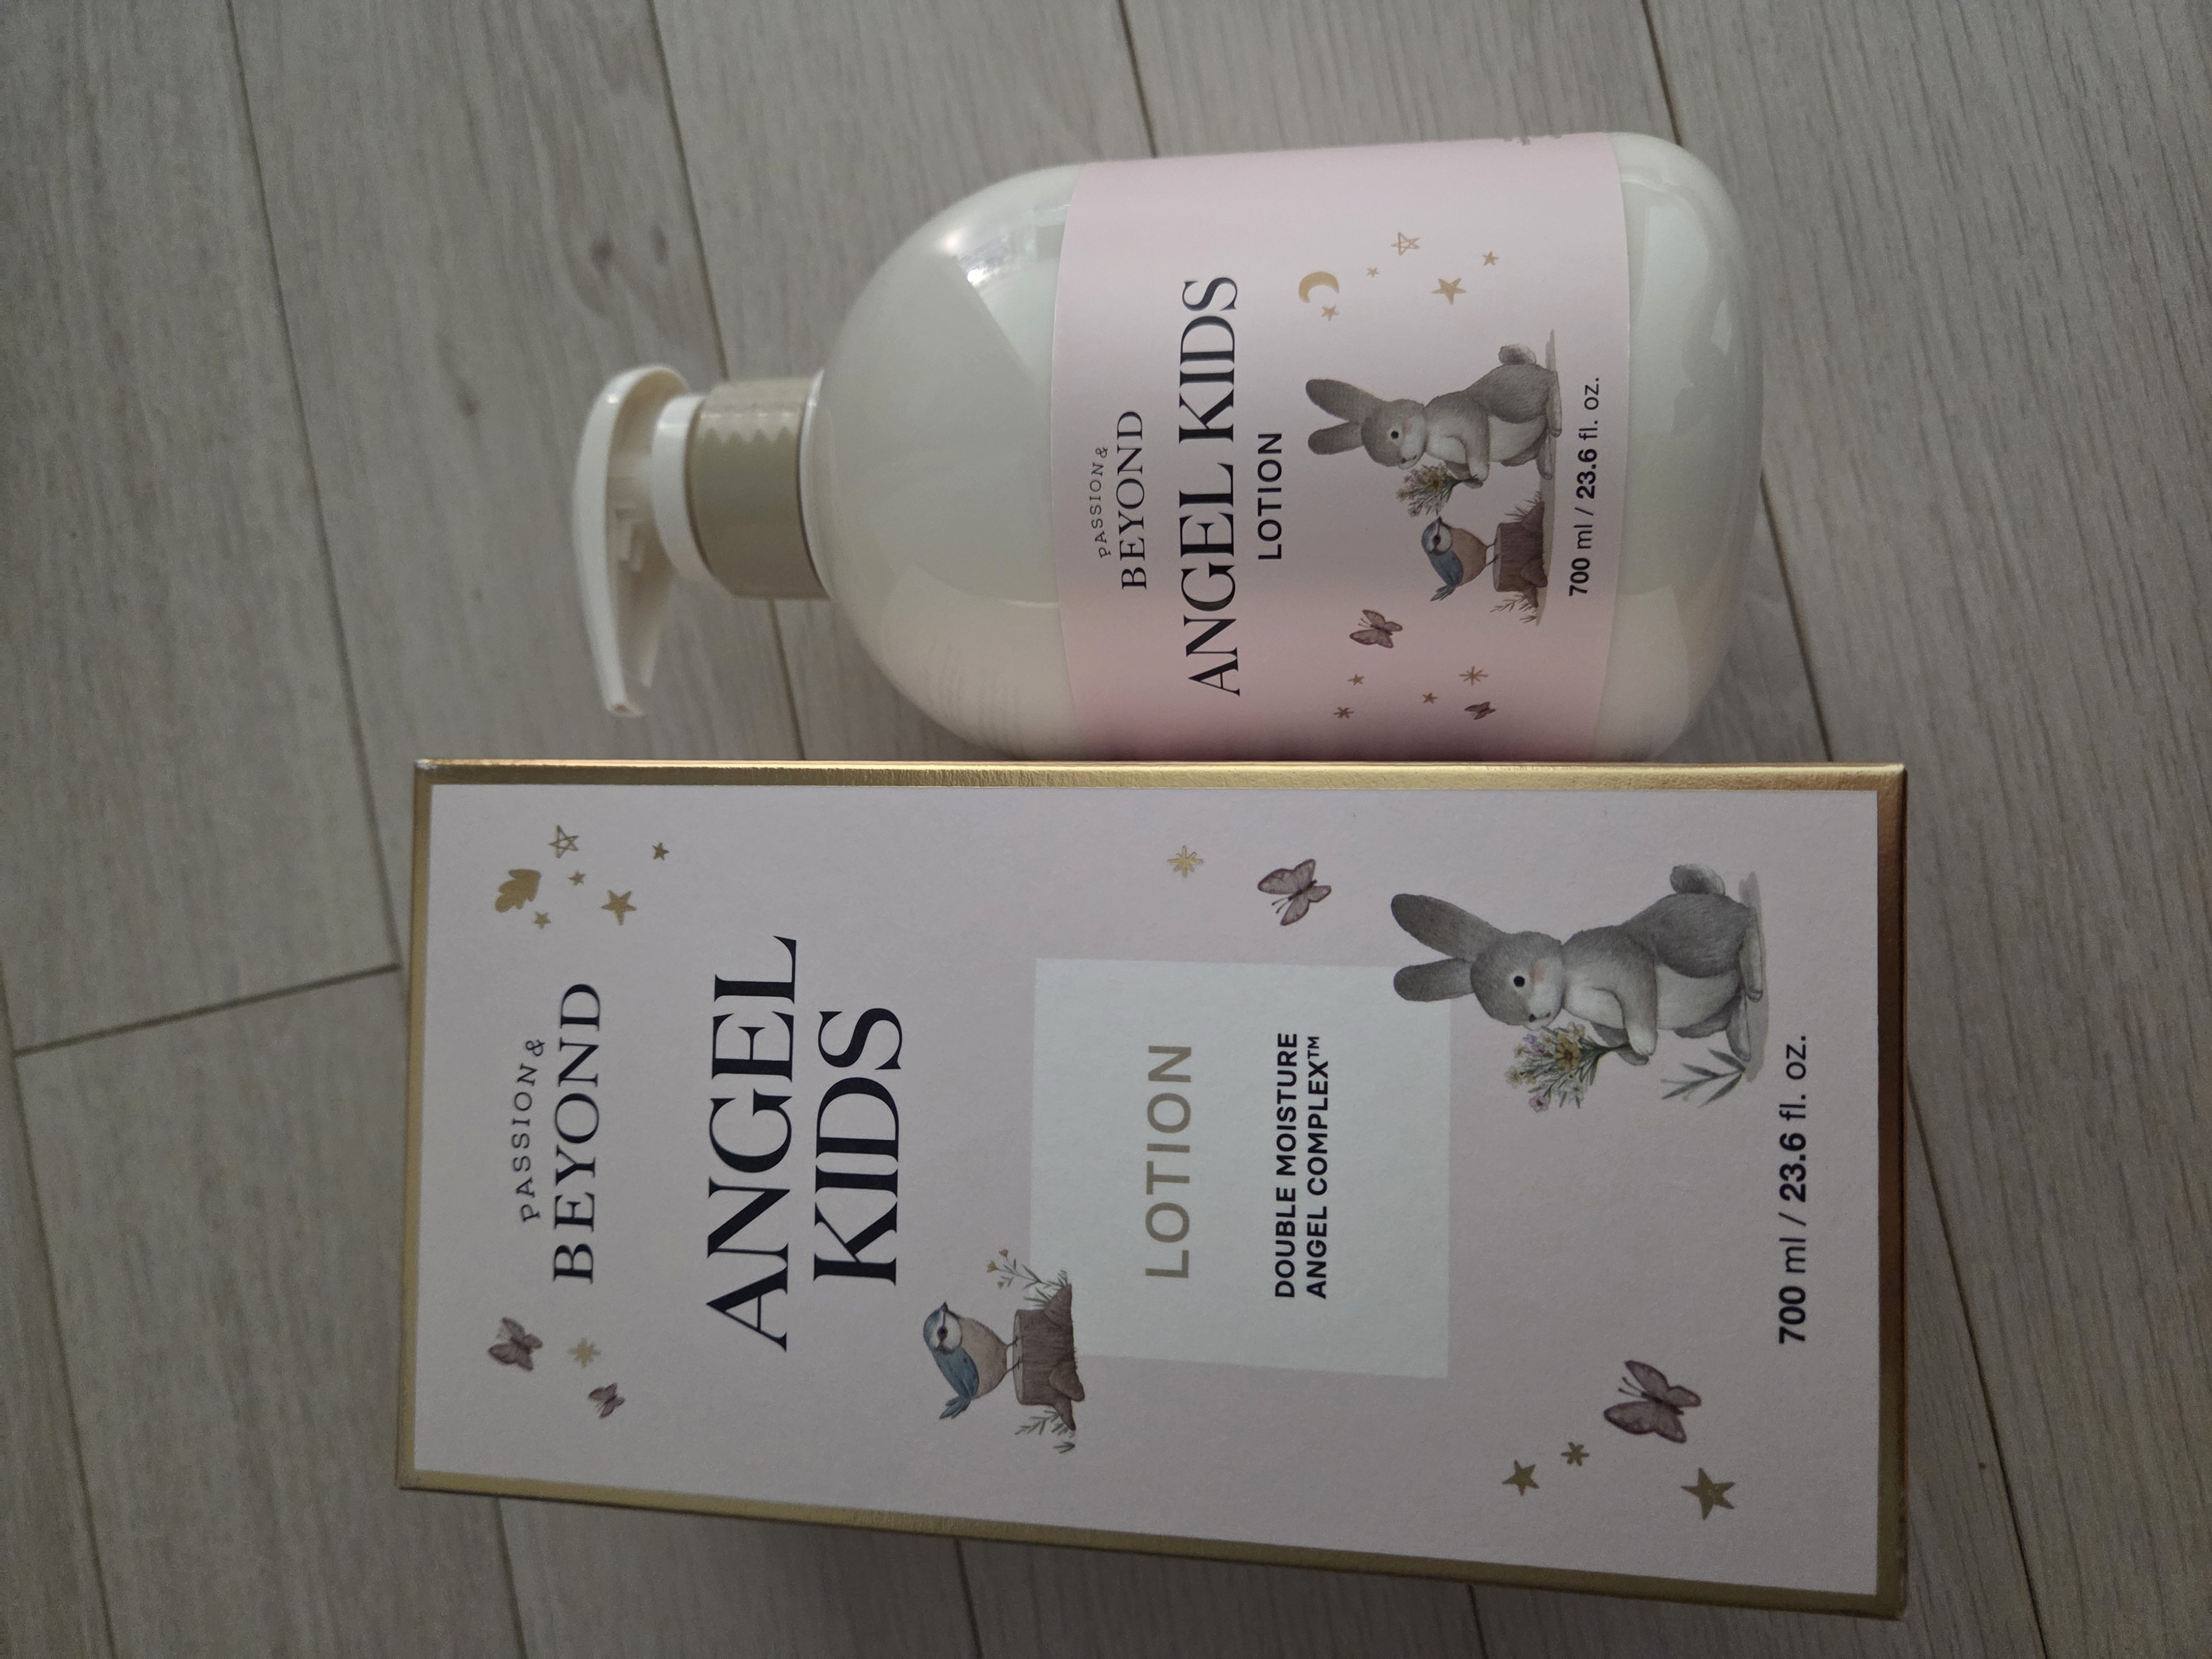 PASSION &
BEYOND
ANGEL
KIDS
LOTION
DOUBLE MOISTURE
ANGEL COMPLEX™
700 ml / 23.6 fl. oz.
PASSION &
BEYOND
ANGEL KIDS
LOTION
700 ml / 23.6 fl. oz.